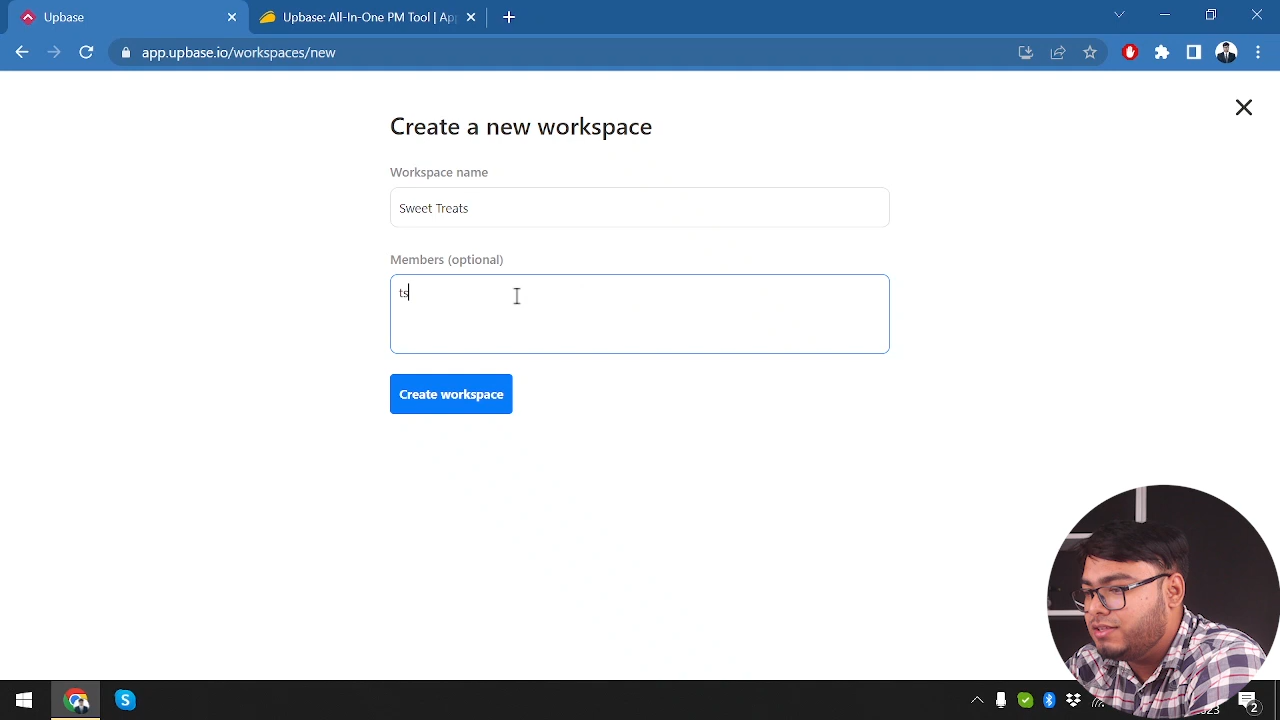 Upbase
Upbase: All-In-One PM Tool | Ap
app.upbase.io/workspaces/new
Create a new workspace
Workspace name
Sweet Treats
Members (optional)
ts
Create workspace
S
2